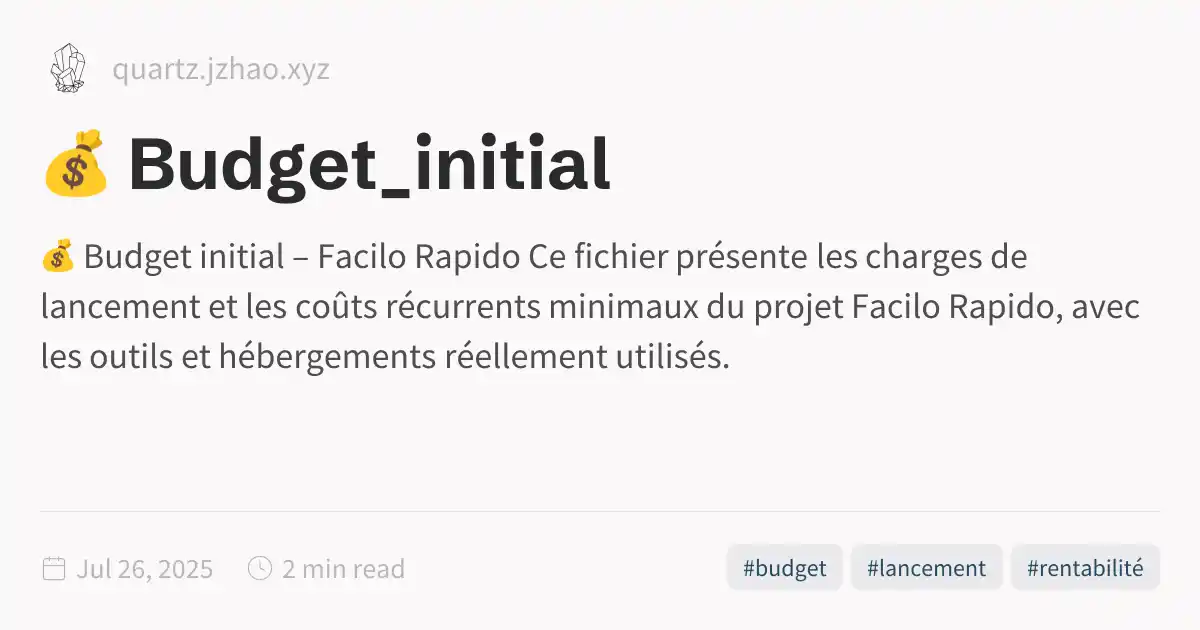 quartz.jzhao.xyz
💰 Budget_initial
💰 Budget initial – Facilo Rapido Ce fichier présente les charges de
lancement et les coûts récurrents minimaux du projet Facilo Rapido, avec
les outils et hébergements réellement utilisés.
Jul 26, 2025 2 min read #budget #lancement #rentabilité